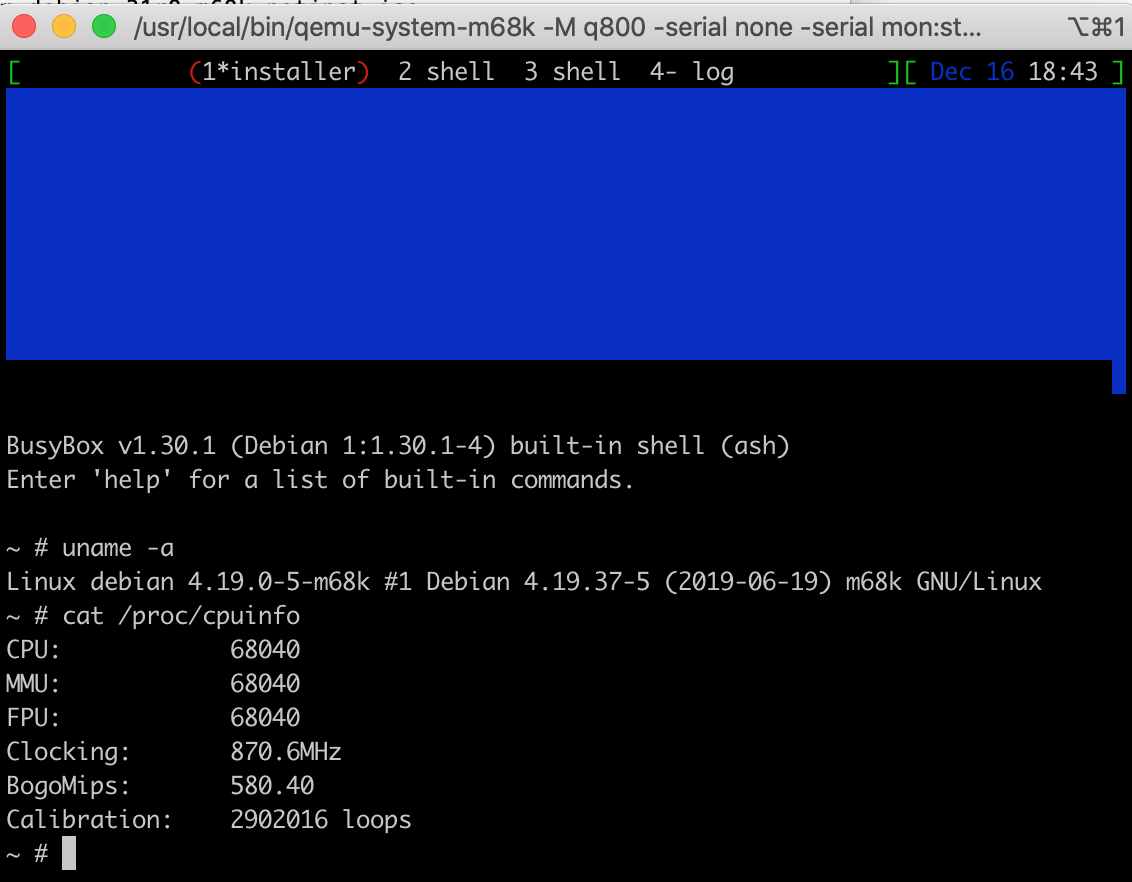 /usr/local/bin/qemu-system-m68k -M q800 -serial none -serial mon:st... ⌥⌘1
[ (1*installer) 2 shell 3 shell 4- log ][ Dec 16 18:43 ]
BusyBox v1.30.1 (Debian 1:1.30.1-4) built-in shell (ash)
Enter 'help' for a list of built-in commands.
~ # uname -a
Linux debian 4.19.0-5-m68k #1 Debian 4.19.37-5 (2019-06-19) m68k GNU/Linux
~ # cat /proc/cpuinfo
CPU: 68040
MMU: 68040
FPU: 68040
Clocking: 870.6MHz
BogoMips: 580.40
Calibration: 2902016 loops
~ #